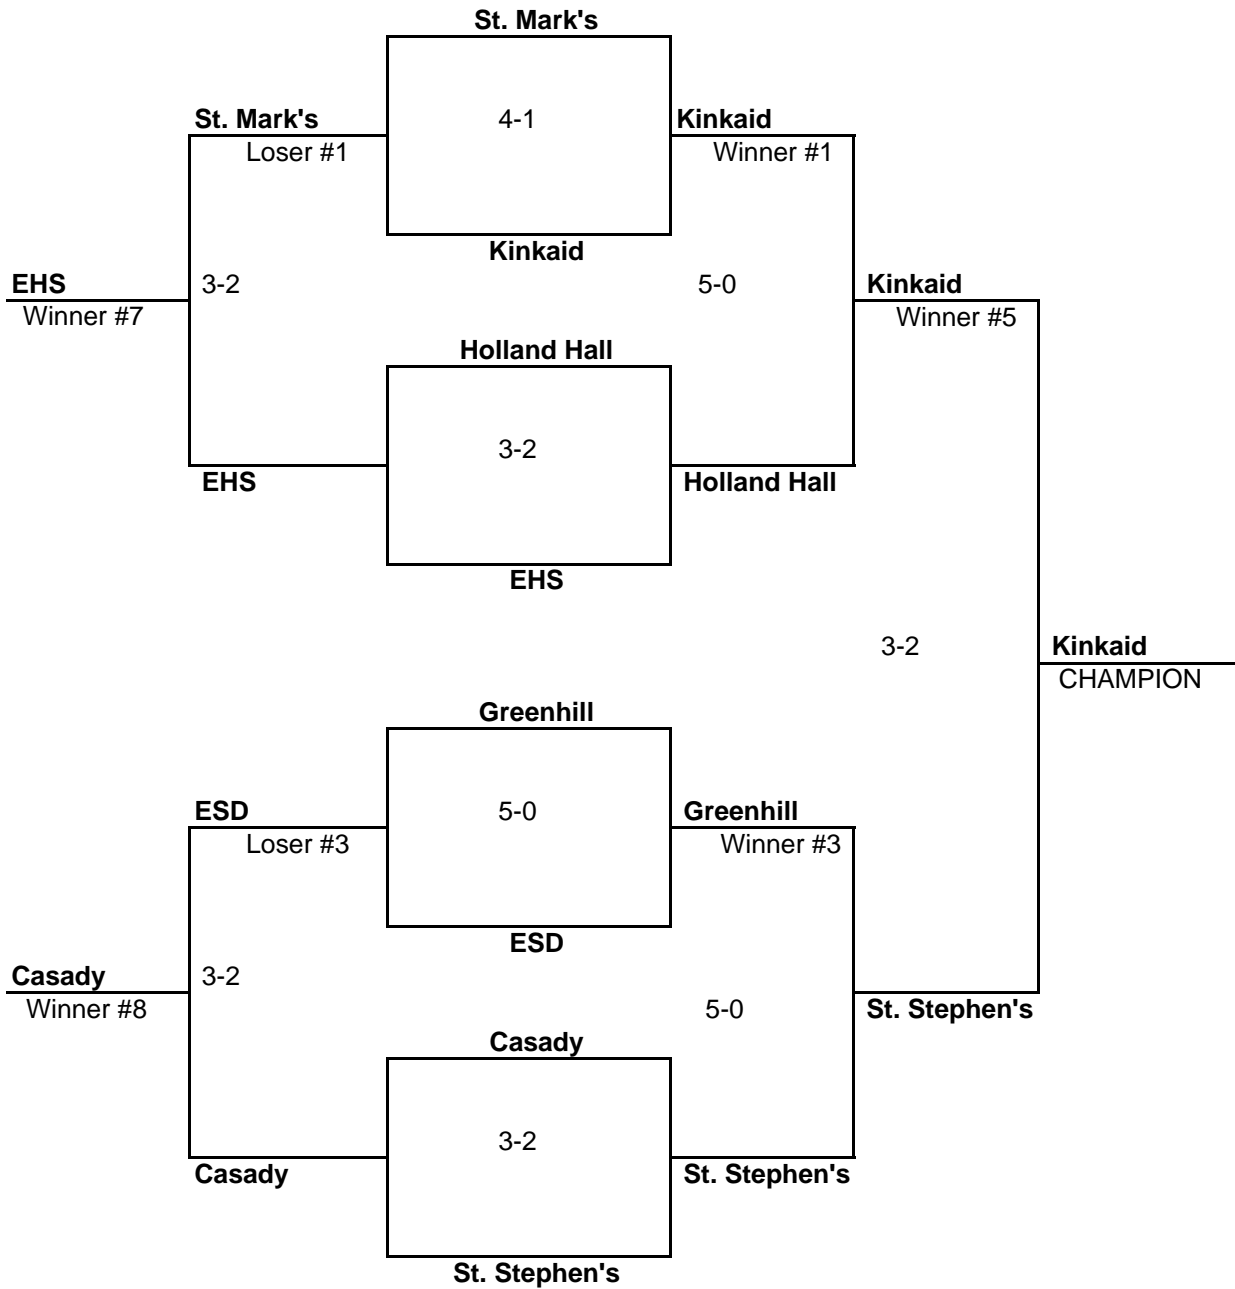 St. Mark's
St. Mark's
4-1
Kinkaid
Loser #1
Winner #1
Kinkaid
EHS
3-2
5-0
Kinkaid
Winner #7
Winner #5
Holland Hall
3-2
EHS
Holland Hall
EHS
3-2
Kinkaid
CHAMPION
Greenhill
ESD
5-0
Greenhill
Loser #3
Winner #3
ESD
Casady
3-2
Winner #8
5-0
St. Stephen's
Casady
3-2
Casady
St. Stephen's
St. Stephen's